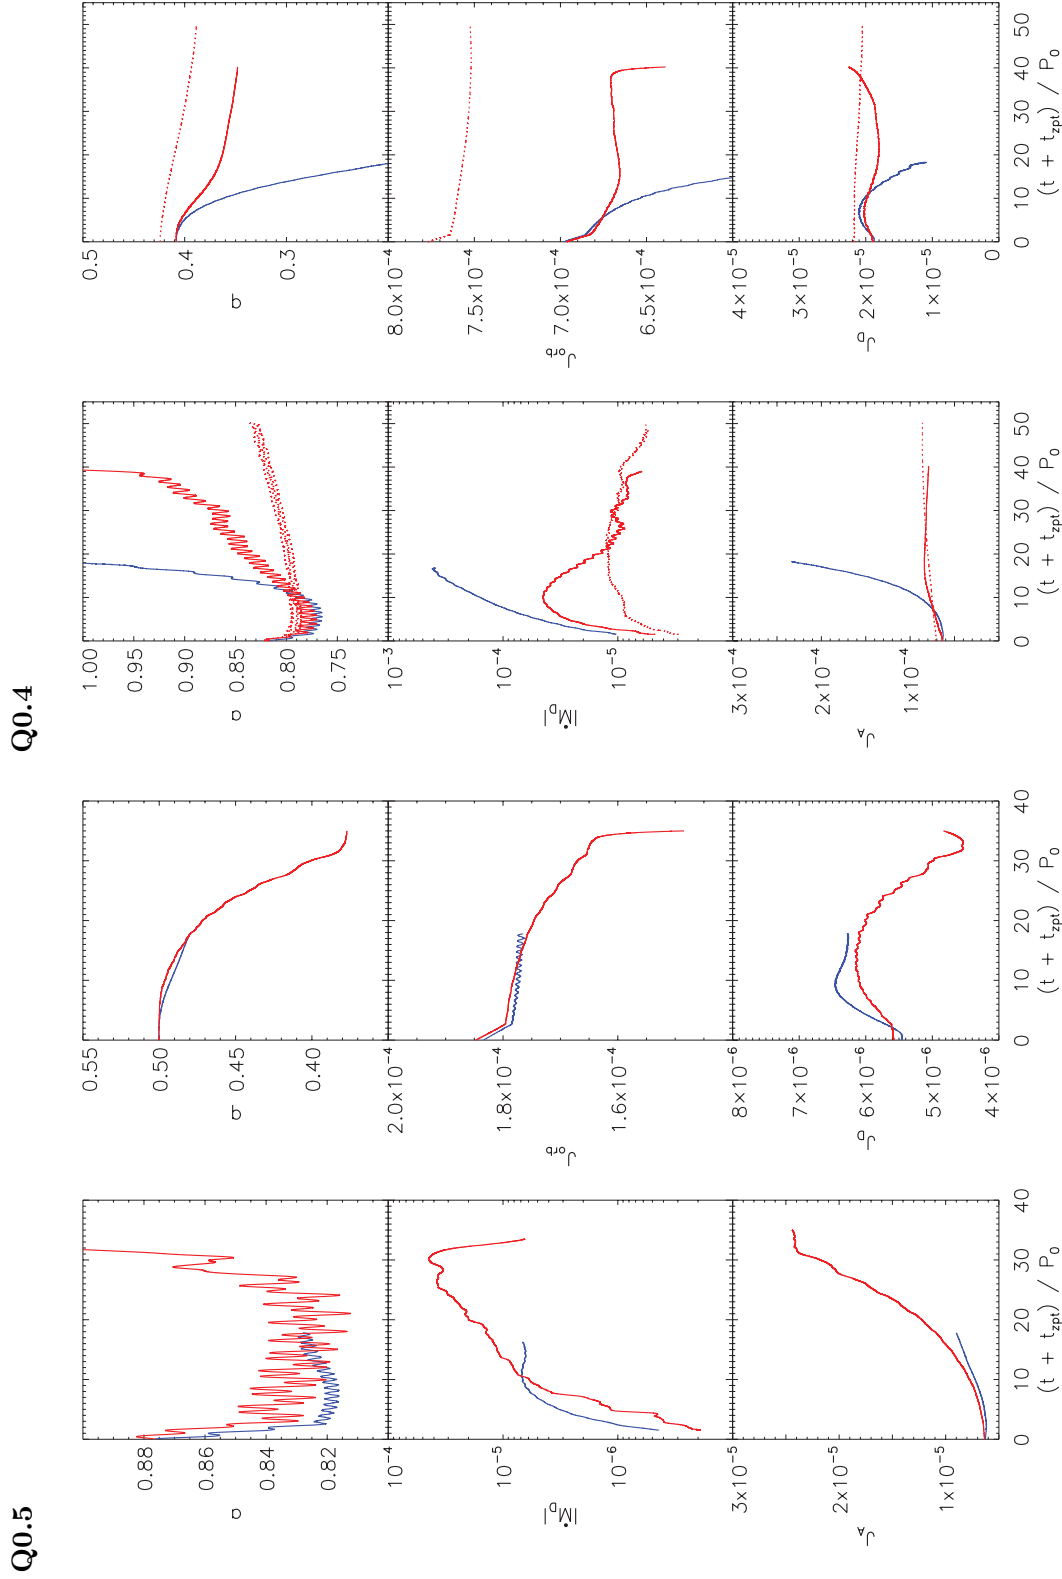 Q0.5
Q0.4
0.88
0.86
0.84
0.82
a
0.55
0.50
0.45
0.40
q
1.00
0.95
0.90
0.85
0.80
0.75
a
0.5
0.4
0.3
q
10⁻⁴
10⁻⁵
10⁻⁶
|Ṁ_D|
2.0×10⁻⁴
1.8×10⁻⁴
1.6×10⁻⁴
J_orb
10⁻³
10⁻⁴
10⁻⁵
|Ṁ_D|
8.0×10⁻⁴
7.5×10⁻⁴
7.0×10⁻⁴
6.5×10⁻⁴
J_orb
3×10⁻⁵
2×10⁻⁵
1×10⁻⁵
J_A
0 10 20 30 40
(t + t_zpt) / P₀
8×10⁻⁶
7×10⁻⁶
6×10⁻⁶
5×10⁻⁶
4×10⁻⁶
J_D
0 10 20 30 40
(t + t_zpt) / P₀
3×10⁻⁴
2×10⁻⁴
1×10⁻⁴
J_A
0 10 20 30 40 50
(t + t_zpt) / P₀
4×10⁻⁵
3×10⁻⁵
2×10⁻⁵
1×10⁻⁵
0
J_D
0 10 20 30 40 50
(t + t_zpt) / P₀